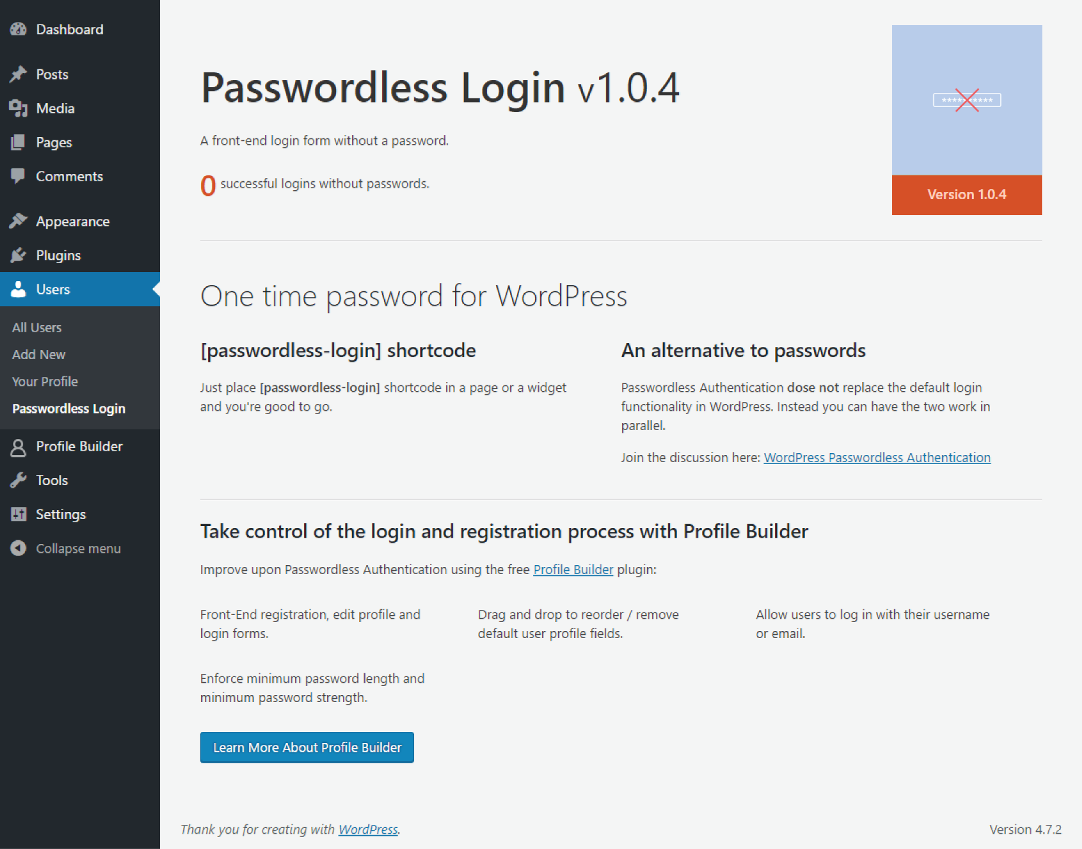 Dashboard
Posts
Media
Pages
Comments
Appearance
Plugins
Users
All Users
Add New
Your Profile
Passwordless Login
Profile Builder
Tools
Settings
Collapse menu
Passwordless Login v1.0.4
A front-end login form without a password.
0 successful logins without passwords.
**********
Version 1.0.4
One time password for WordPress
[passwordless-login] shortcode
Just place [passwordless-login] shortcode in a page or a widget
and you're good to go.
An alternative to passwords
Passwordless Authentication dose not replace the default login
functionality in WordPress. Instead you can have the two work in
parallel.
Join the discussion here: WordPress Passwordless Authentication
Take control of the login and registration process with Profile Builder
Improve upon Passwordless Authentication using the free Profile Builder plugin:
Front-End registration, edit profile and
login forms.
Drag and drop to reorder / remove
default user profile fields.
Allow users to log in with their username
or email.
Enforce minimum password length and
minimum password strength.
Learn More About Profile Builder
Thank you for creating with WordPress.
Version 4.7.2